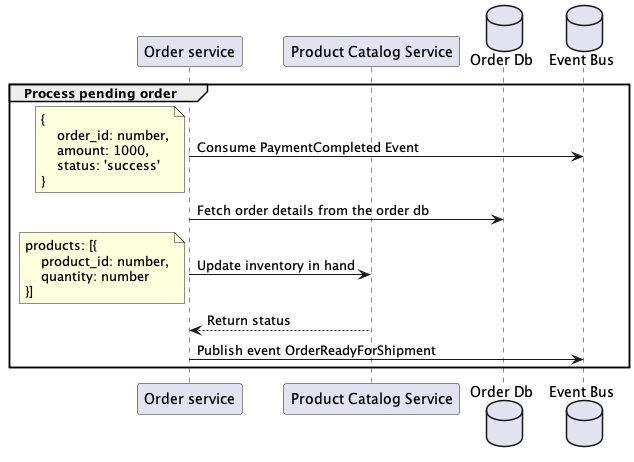 Order service
Product Catalog Service
Order Db
Event Bus
Process pending order
{
order_id: number,
amount: 1000,
status: 'success'
}
Consume PaymentCompleted Event
Fetch order details from the order db
products: [{
product_id: number,
quantity: number
}]
Update inventory in hand
Return status
Publish event OrderReadyForShipment
Order service
Product Catalog Service
Order Db
Event Bus